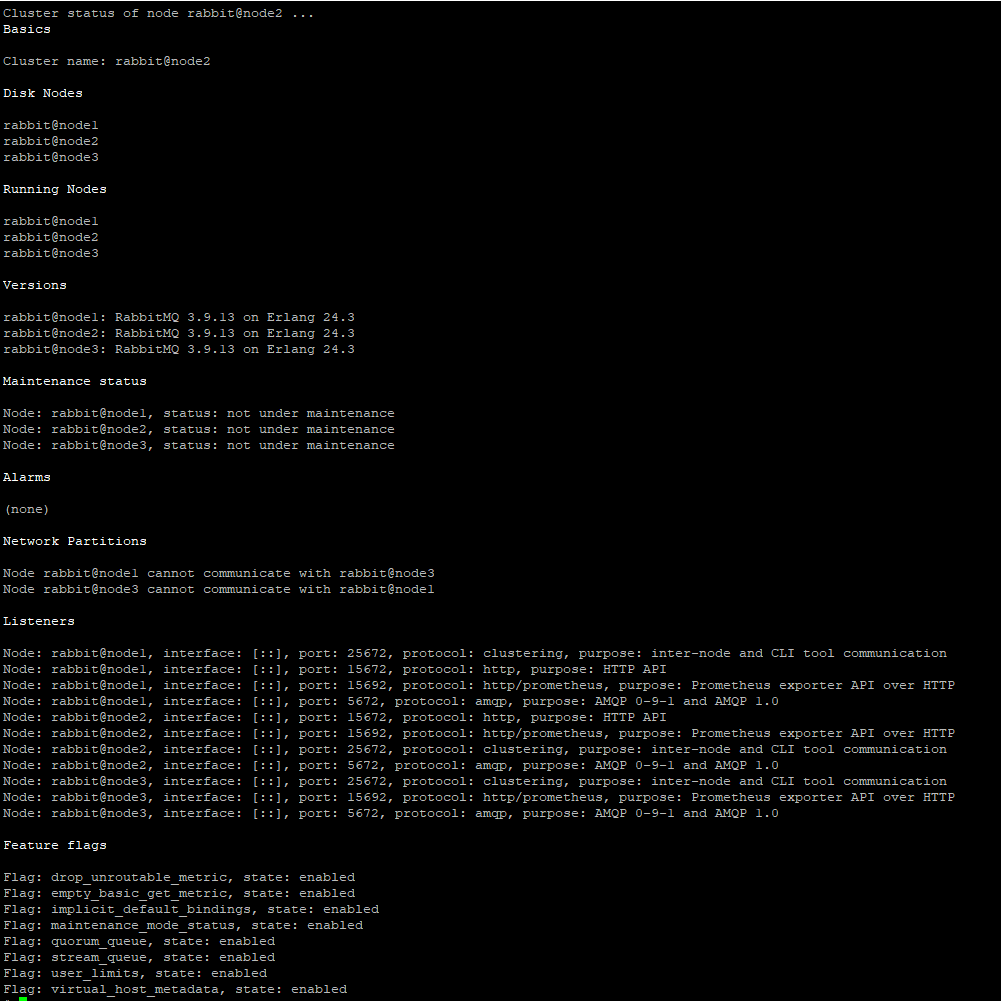 Cluster status of node rabbit@node2 ...
Basics
Cluster name: rabbit@node2
Disk Nodes
rabbit@node1
rabbit@node2
rabbit@node3
Running Nodes
rabbit@node1
rabbit@node2
rabbit@node3
Versions
rabbit@node1: RabbitMQ 3.9.13 on Erlang 24.3
rabbit@node2: RabbitMQ 3.9.13 on Erlang 24.3
rabbit@node3: RabbitMQ 3.9.13 on Erlang 24.3
Maintenance status
Node: rabbit@node1, status: not under maintenance
Node: rabbit@node2, status: not under maintenance
Node: rabbit@node3, status: not under maintenance
Alarms
(none)
Network Partitions
Node rabbit@node1 cannot communicate with rabbit@node3
Node rabbit@node3 cannot communicate with rabbit@node1
Listeners
Node: rabbit@node1, interface: [::], port: 25672, protocol: clustering, purpose: inter-node and CLI tool communication
Node: rabbit@node1, interface: [::], port: 15672, protocol: http, purpose: HTTP API
Node: rabbit@node1, interface: [::], port: 15692, protocol: http/prometheus, purpose: Prometheus exporter API over HTTP
Node: rabbit@node1, interface: [::], port: 5672, protocol: amqp, purpose: AMQP 0-9-1 and AMQP 1.0
Node: rabbit@node2, interface: [::], port: 15672, protocol: http, purpose: HTTP API
Node: rabbit@node2, interface: [::], port: 15692, protocol: http/prometheus, purpose: Prometheus exporter API over HTTP
Node: rabbit@node2, interface: [::], port: 25672, protocol: clustering, purpose: inter-node and CLI tool communication
Node: rabbit@node2, interface: [::], port: 5672, protocol: amqp, purpose: AMQP 0-9-1 and AMQP 1.0
Node: rabbit@node3, interface: [::], port: 25672, protocol: clustering, purpose: inter-node and CLI tool communication
Node: rabbit@node3, interface: [::], port: 15692, protocol: http/prometheus, purpose: Prometheus exporter API over HTTP
Node: rabbit@node3, interface: [::], port: 5672, protocol: amqp, purpose: AMQP 0-9-1 and AMQP 1.0
Feature flags
Flag: drop_unroutable_metric, state: enabled
Flag: empty_basic_get_metric, state: enabled
Flag: implicit_default_bindings, state: enabled
Flag: maintenance_mode_status, state: enabled
Flag: quorum_queue, state: enabled
Flag: stream_queue, state: enabled
Flag: user_limits, state: enabled
Flag: virtual_host_metadata, state: enabled